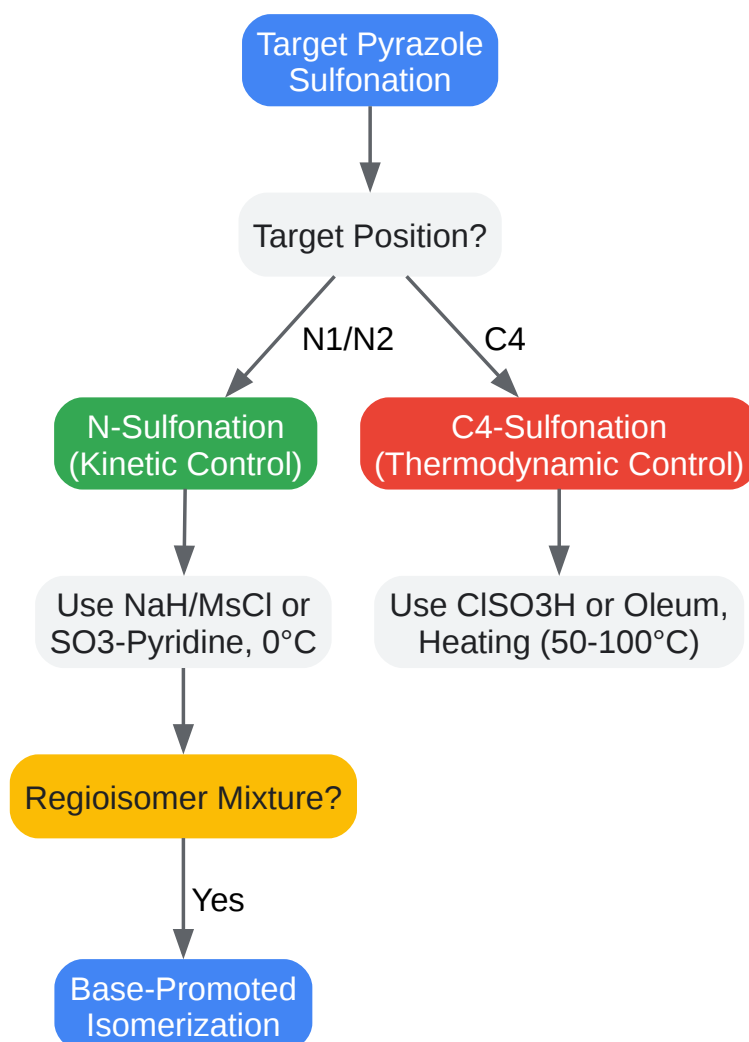 Target Pyrazole
Sulfonation
Target Position?
N1/N2
C4
N-Sulfonation
(Kinetic Control)
C4-Sulfonation
(Thermodynamic Control)
Use NaH/MsCl or
SO3-Pyridine, 0°C
Use ClSO3H or Oleum,
Heating (50-100°C)
Regioisomer Mixture?
Yes
Base-Promoted
Isomerization